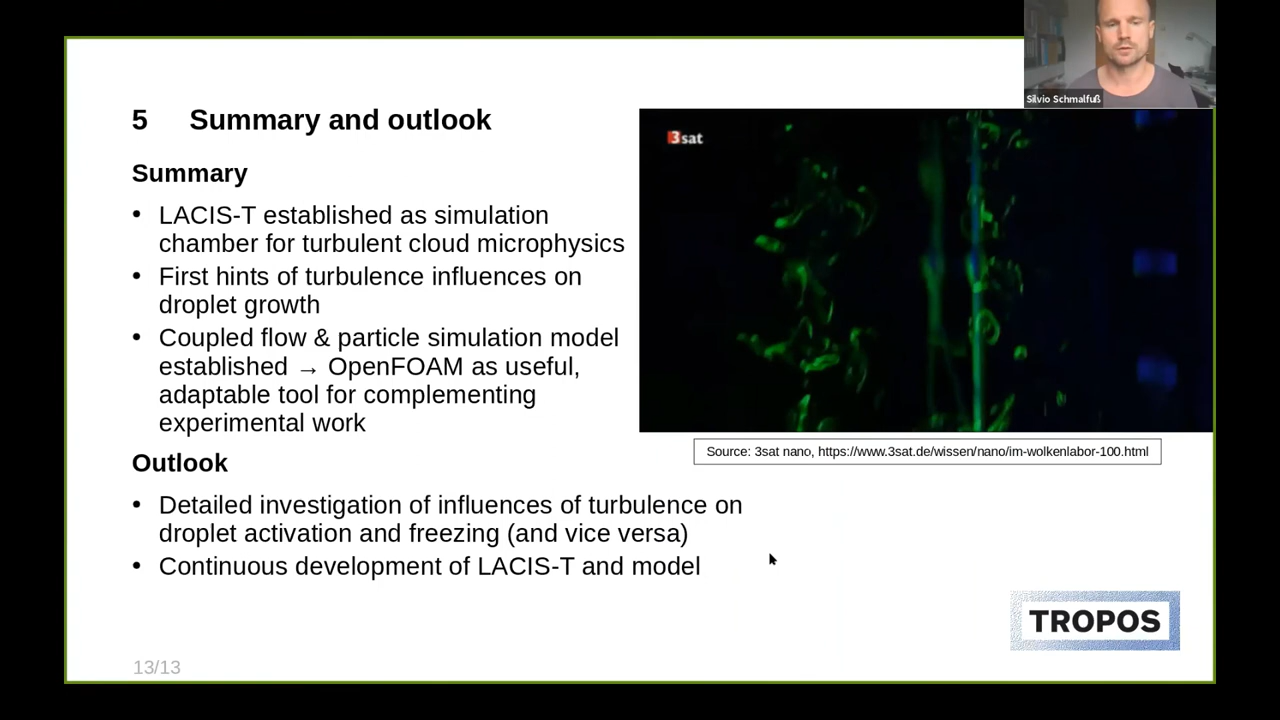 Silvio Schmalfuß
5 Summary and outlook
3sat
Summary
• LACIS-T established as simulation
chamber for turbulent cloud microphysics
• First hints of turbulence influences on
droplet growth
• Coupled flow & particle simulation model
established → OpenFOAM as useful,
adaptable tool for complementing
experimental work
Source: 3sat nano, https://www.3sat.de/wissen/nano/im-wolkenlabor-100.html
Outlook
• Detailed investigation of influences of turbulence on
droplet activation and freezing (and vice versa)
• Continuous development of LACIS-T and model
TROPOS
13/13